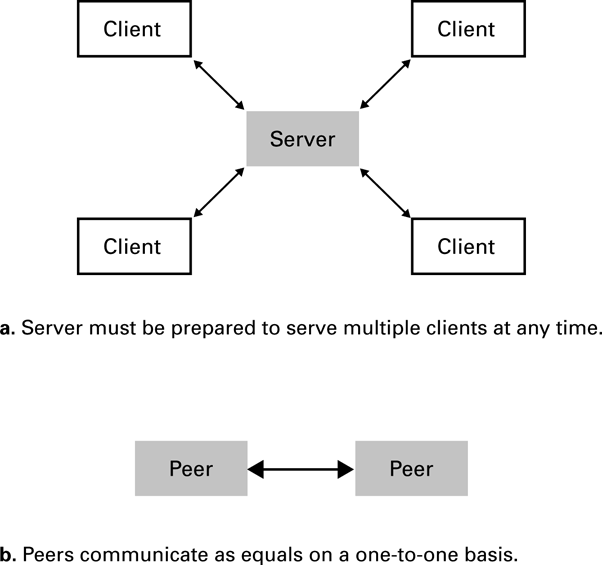 Client
Client
Server
Client
Client
a. Server must be prepared to serve multiple clients at any time.
Peer
Peer
b. Peers communicate as equals on a one-to-one basis.